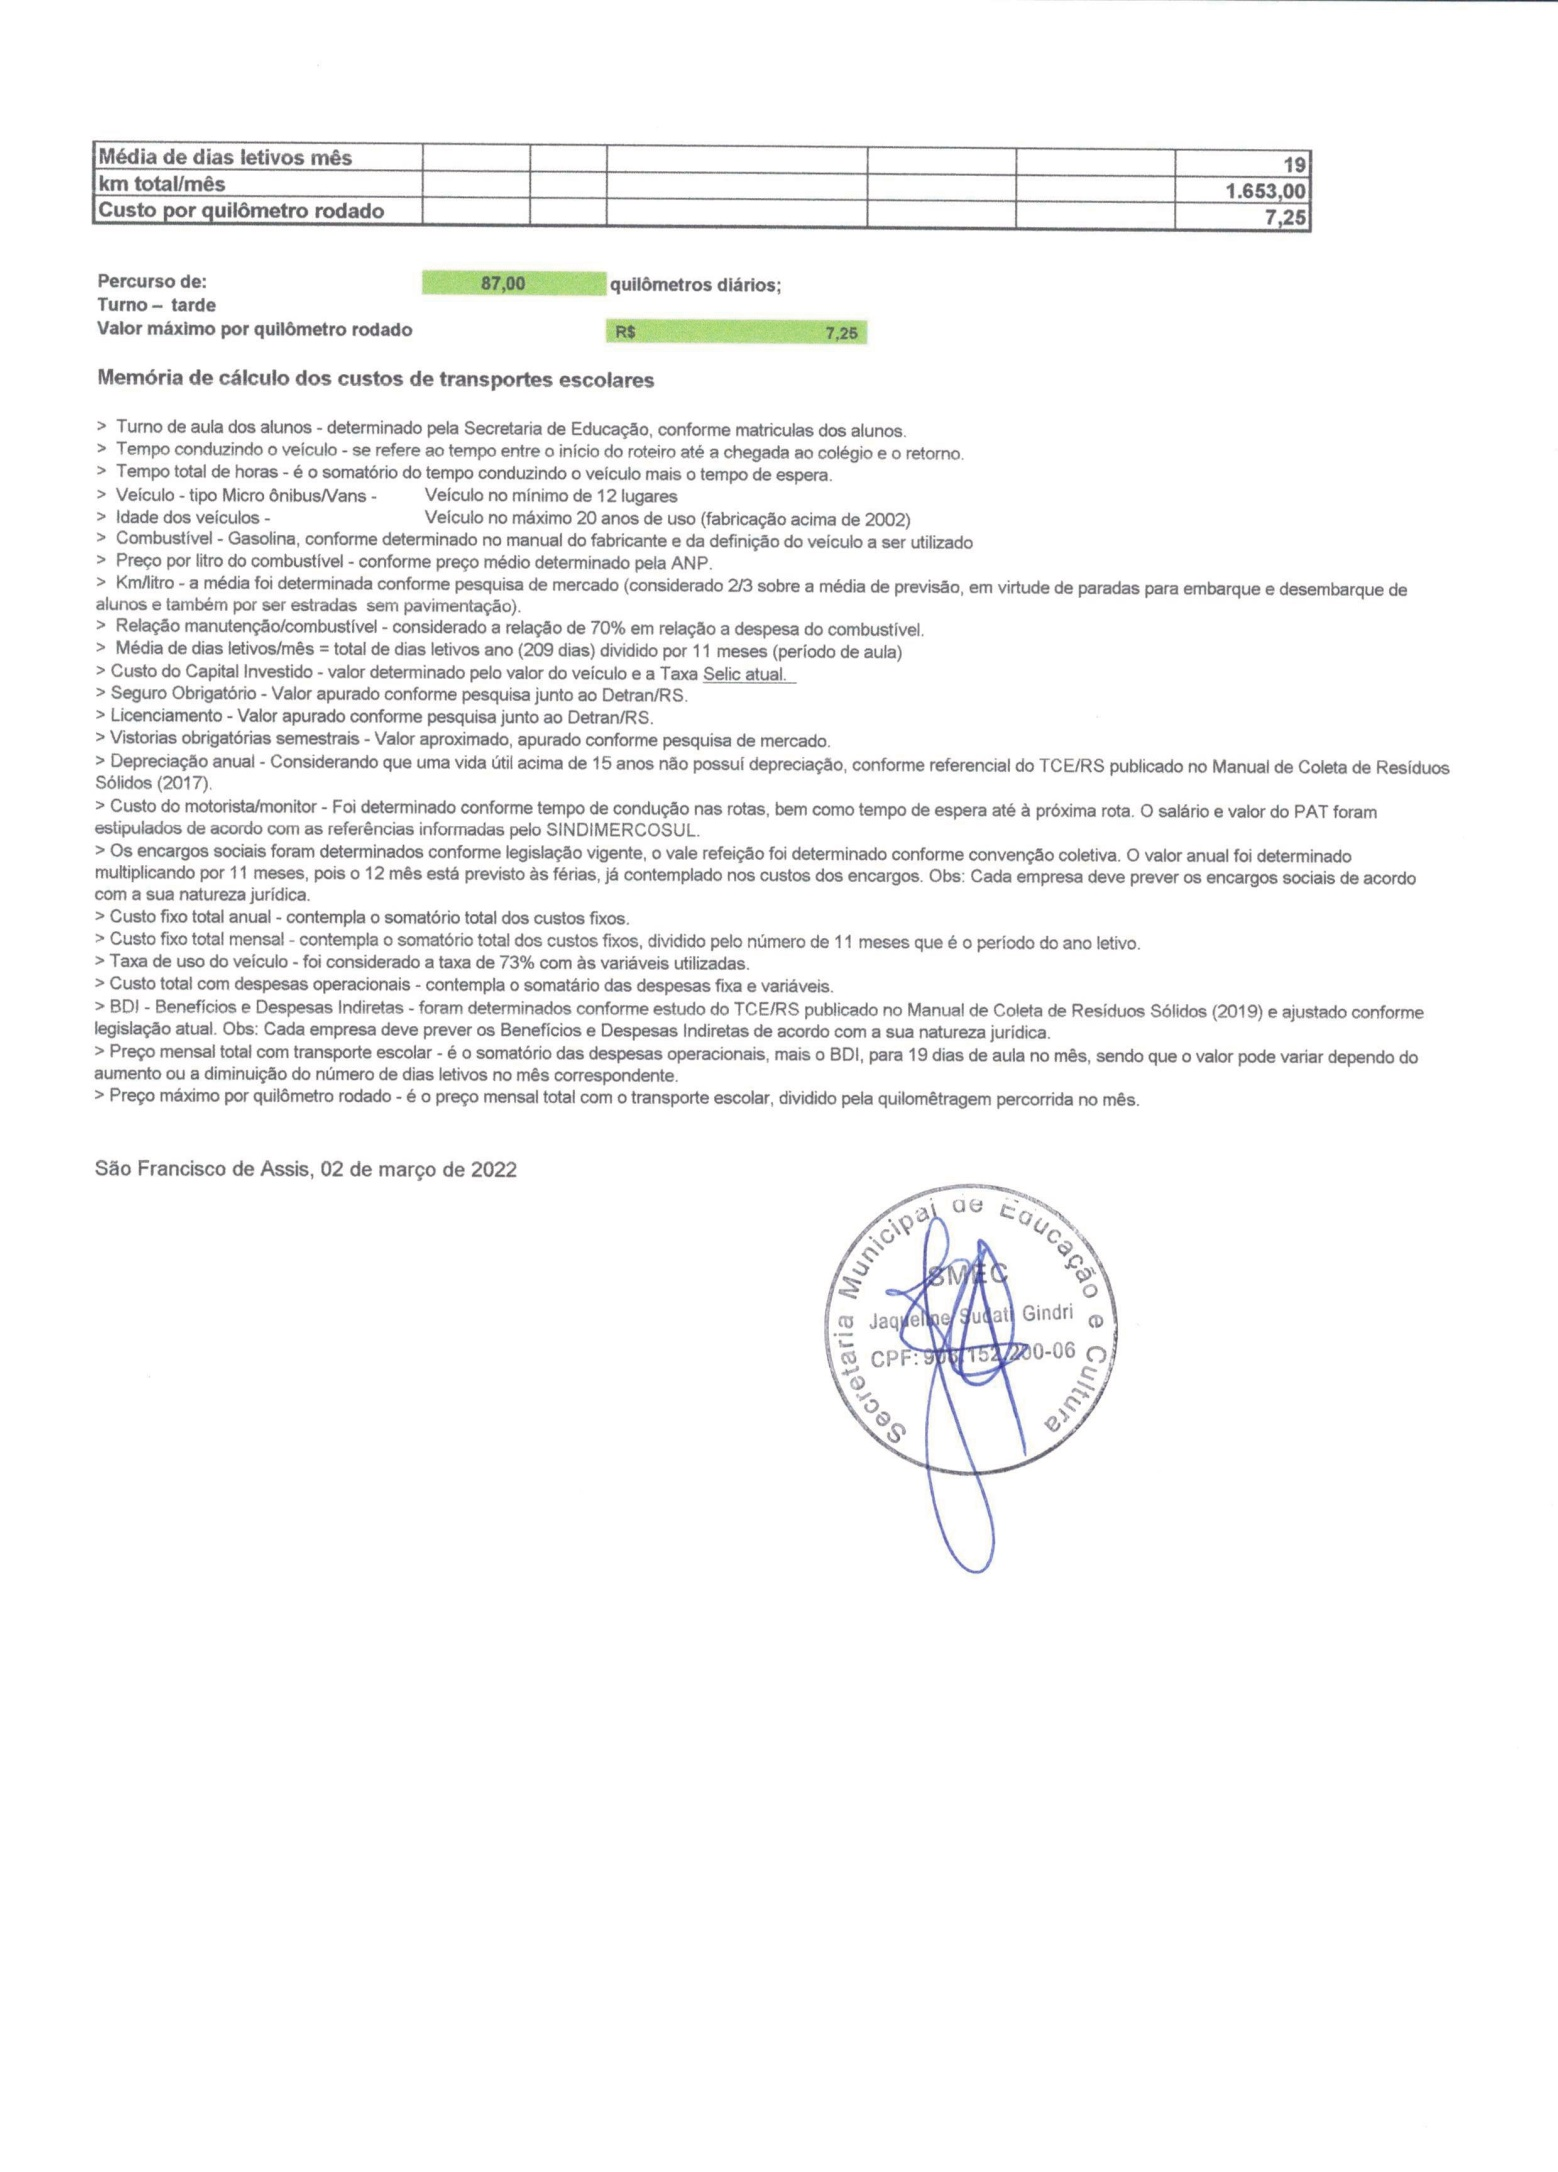 Média de dias letivos mês 19
km total/mês 1.653,00
Custo por quilômetro rodado 7,25
Percurso de: 87,00 quilômetros diários;
Turno – tarde
Valor máximo por quilômetro rodado R$ 7,25
Memória de cálculo dos custos de transportes escolares
> Turno de aula dos alunos - determinado pela Secretaria de Educação, conforme matriculas dos alunos.
> Tempo conduzindo o veículo - se refere ao tempo entre o início do roteiro até a chegada ao colégio e o retorno.
> Tempo total de horas - é o somatório do tempo conduzindo o veículo mais o tempo de espera.
> Veículo - tipo Micro ônibus/Vans - Veículo no mínimo de 12 lugares
> Idade dos veículos - Veículo no máximo 20 anos de uso (fabricação acima de 2002)
> Combustível - Gasolina, conforme determinado no manual do fabricante e da definição do veículo a ser utilizado
> Preço por litro do combustível - conforme preço médio determinado pela ANP.
> Km/litro - a média foi determinada conforme pesquisa de mercado (considerado 2/3 sobre a média de previsão, em virtude de paradas para embarque e desembarque de
alunos e também por ser estradas sem pavimentação).
> Relação manutenção/combustível - considerado a relação de 70% em relação a despesa do combustível.
> Média de dias letivos/mês = total de dias letivos ano (209 dias) dividido por 11 meses (período de aula)
> Custo do Capital Investido - valor determinado pelo valor do veículo e a Taxa Selic atual.
> Seguro Obrigatório - Valor apurado conforme pesquisa junto ao Detran/RS.
> Licenciamento - Valor apurado conforme pesquisa junto ao Detran/RS.
> Vistorias obrigatórias semestrais - Valor aproximado, apurado conforme pesquisa de mercado.
> Depreciação anual - Considerando que uma vida útil acima de 15 anos não possuí depreciação, conforme referencial do TCE/RS publicado no Manual de Coleta de Resíduos
Sólidos (2017).
> Custo do motorista/monitor - Foi determinado conforme tempo de condução nas rotas, bem como tempo de espera até à próxima rota. O salário e valor do PAT foram
estipulados de acordo com as referências informadas pelo SINDIMERCOSUL.
> Os encargos sociais foram determinados conforme legislação vigente, o vale refeição foi determinado conforme convenção coletiva. O valor anual foi determinado
multiplicando por 11 meses, pois o 12 mês está previsto às férias, já contemplado nos custos dos encargos. Obs: Cada empresa deve prever os encargos sociais de acordo
com a sua natureza jurídica.
> Custo fixo total anual - contempla o somatório total dos custos fixos.
> Custo fixo total mensal - contempla o somatório total dos custos fixos, dividido pelo número de 11 meses que é o período do ano letivo.
> Taxa de uso do veículo - foi considerado a taxa de 73% com às variáveis utilizadas.
> Custo total com despesas operacionais - contempla o somatário das despesas fixa e variáveis.
> BDI - Benefícios e Despesas Indiretas - foram determinados conforme estudo do TCE/RS publicado no Manual de Coleta de Resíduos Sólidos (2019) e ajustado conforme
legislação atual. Obs: Cada empresa deve prever os Benefícios e Despesas Indiretas de acordo com a sua natureza jurídica.
> Preço mensal total com transporte escolar - é o somatório das despesas operacionais, mais o BDI, para 19 dias de aula no mês, sendo que o valor pode variar dependo do
aumento ou a diminuição do número de dias letivos no mês correspondente.
> Preço máximo por quilômetro rodado - é o preço mensal total com o transporte escolar, dividido pela quilomêtragem percorrida no mês.
São Francisco de Assis, 02 de março de 2022
Secretaria Municipal de Educação e Cultura
SMEC
Jaqueline Sudati Gindri
CPF: